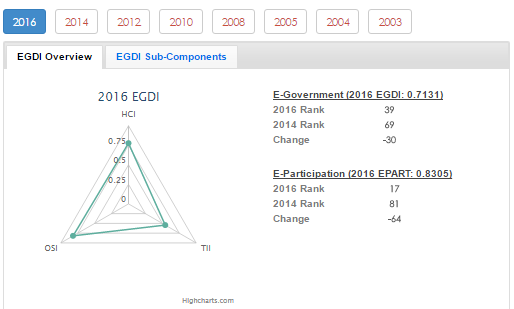 2016 2014 2012 2010 2008 2005 2004 2003
EGDI Overview EGDI Sub-Components
2016 EGDI
HCI
0.75
0.5
0.25
0
OSI TII
Highcharts.com
E-Government (2016 EGDI: 0.7131)
2016 Rank 39
2014 Rank 69
Change -30
E-Participation (2016 EPART: 0.8305)
2016 Rank 17
2014 Rank 81
Change -64